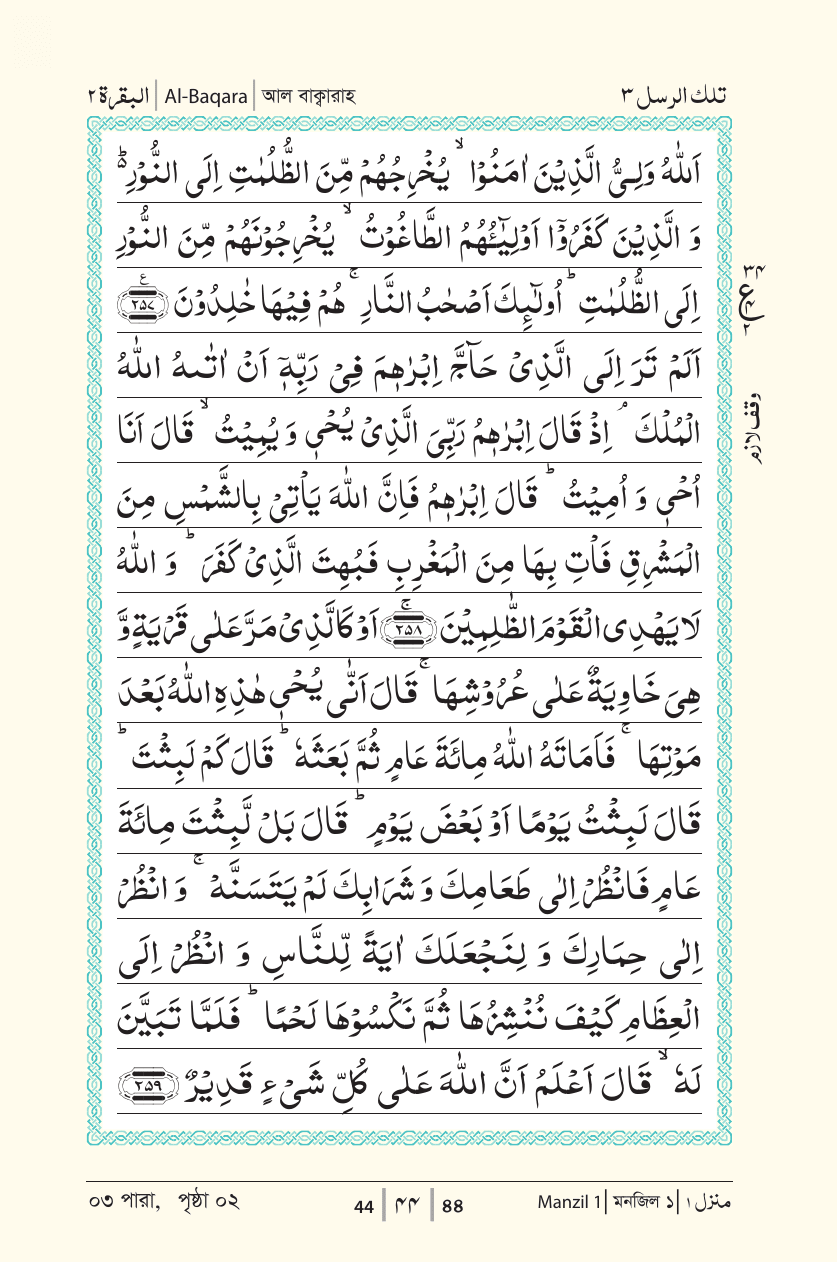 البقرة ٢ | Al-Baqara | আল বাক্বারাহ تلك الرسل ٣
اَللّٰهُ وَلِىُّ الَّذِيْنَ اٰمَنُوْا ۙ يُخْرِجُهُمْ مِّنَ الظُّلُمٰتِ اِلَى النُّوْرِ ؕ۬
وَ الَّذِيْنَ كَفَرُوْۤا اَوْلِيٰٓـُٔهُمُ الطَّاغُوْتُ ۙ يُخْرِجُوْنَهُمْ مِّنَ النُّوْرِ
اِلَى الظُّلُمٰتِ ؕ اُولٰٓئِكَ اَصْحٰبُ النَّارِ ۚ هُمْ فِيْهَا خٰلِدُوْنَ ع ﴿٢٥٧﴾
٣٤
ع
٤
٢
اَلَمْ تَرَ اِلَى الَّذِىْ حَآجَّ اِبْرٰهٖمَ فِىْ رَبِّهٖۤ اَنْ اٰتٰىهُ اللّٰهُ
الْمُلْكَ ۘ اِذْ قَالَ اِبْرٰهٖمُ رَبِّىَ الَّذِىْ يُحْىٖ وَ يُمِيْتُ ۙ قَالَ اَنَا
وقف لازم
اُحْىٖ وَ اُمِيْتُ ؕ قَالَ اِبْرٰهٖمُ فَاِنَّ اللّٰهَ يَاْتِىْ بِالشَّمْسِ مِنَ
الْمَشْرِقِ فَاْتِ بِهَا مِنَ الْمَغْرِبِ فَبُهِتَ الَّذِىْ كَفَرَ ؕ وَ اللّٰهُ
لَا يَهْدِى الْقَوْمَ الظّٰلِمِيْنَ ۚ ﴿٢٥٨﴾ اَوْ كَالَّذِىْ مَرَّ عَلٰى قَرْيَةٍ وَّ
هِىَ خَاوِيَةٌ عَلٰى عُرُوْشِهَا ۚ قَالَ اَنّٰى يُحْىٖ هٰذِهِ اللّٰهُ بَعْدَ
مَوْتِهَا ۚ فَاَمَاتَهُ اللّٰهُ مِائَةَ عَامٍ ثُمَّ بَعَثَهٗ ؕ قَالَ كَمْ لَبِثْتَ ؕ
قَالَ لَبِثْتُ يَوْمًا اَوْ بَعْضَ يَوْمٍ ؕ قَالَ بَلْ لَّبِثْتَ مِائَةَ
عَامٍ فَانْظُرْ اِلٰى طَعَامِكَ وَ شَرَابِكَ لَمْ يَتَسَنَّهْ ۚ وَ انْظُرْ
اِلٰى حِمَارِكَ وَ لِنَجْعَلَكَ اٰيَةً لِّلنَّاسِ وَ انْظُرْ اِلَى
الْعِظَامِ كَيْفَ نُنْشِزُهَا ثُمَّ نَكْسُوْهَا لَحْمًا ؕ فَلَمَّا تَبَيَّنَ
لَهٗ ۙ قَالَ اَعْلَمُ اَنَّ اللّٰهَ عَلٰى كُلِّ شَىْءٍ قَدِيْرٌ ﴿٢٥٩﴾
০৩ পারা, পৃষ্ঠা ০২ 44 | ٤٤ | 88 Manzil 1 | মনজিল ১ | منزل ١